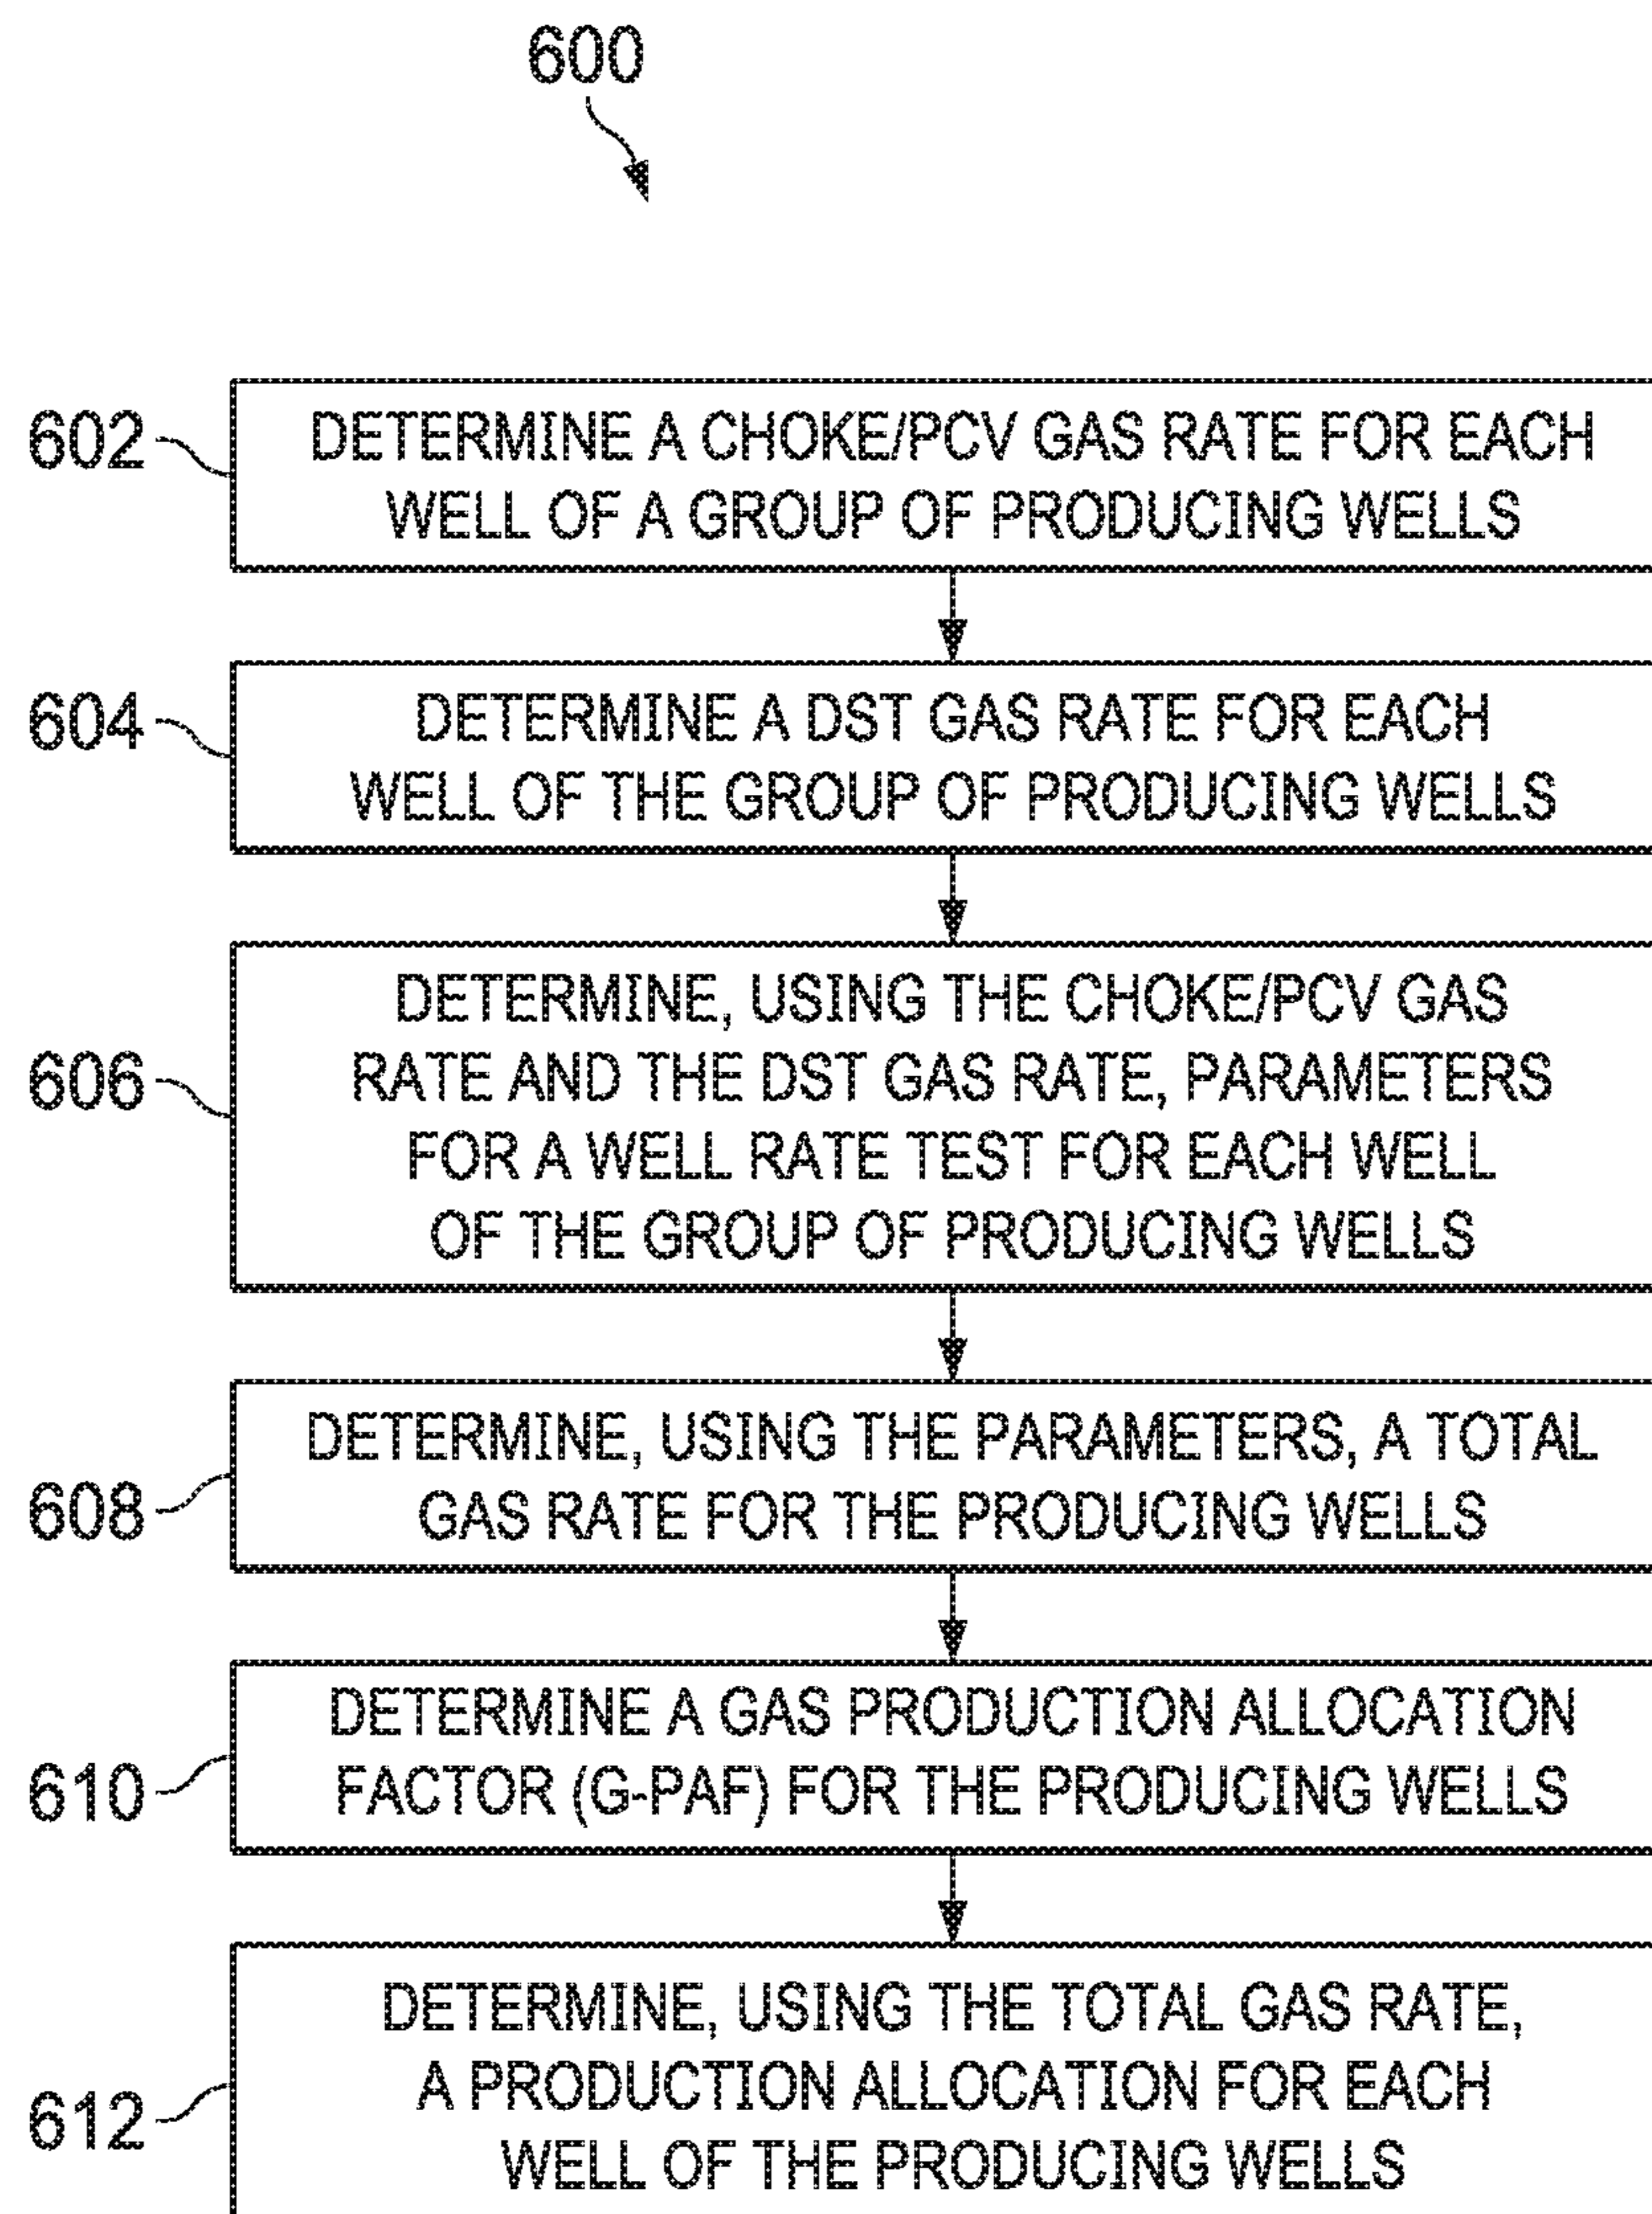 600
602
DETERMINE A CHOKE/PCV GAS RATE FOR EACH
WELL OF A GROUP OF PRODUCING WELLS
604
DETERMINE A DST GAS RATE FOR EACH
WELL OF THE GROUP OF PRODUCING WELLS
606
DETERMINE, USING THE CHOKE/PCV GAS
RATE AND THE DST GAS RATE, PARAMETERS
FOR A WELL RATE TEST FOR EACH WELL
OF THE GROUP OF PRODUCING WELLS
608
DETERMINE, USING THE PARAMETERS, A TOTAL
GAS RATE FOR THE PRODUCING WELLS
610
DETERMINE A GAS PRODUCTION ALLOCATION
FACTOR (G-PAF) FOR THE PRODUCING WELLS
612
DETERMINE, USING THE TOTAL GAS RATE,
A PRODUCTION ALLOCATION FOR EACH
WELL OF THE PRODUCING WELLS